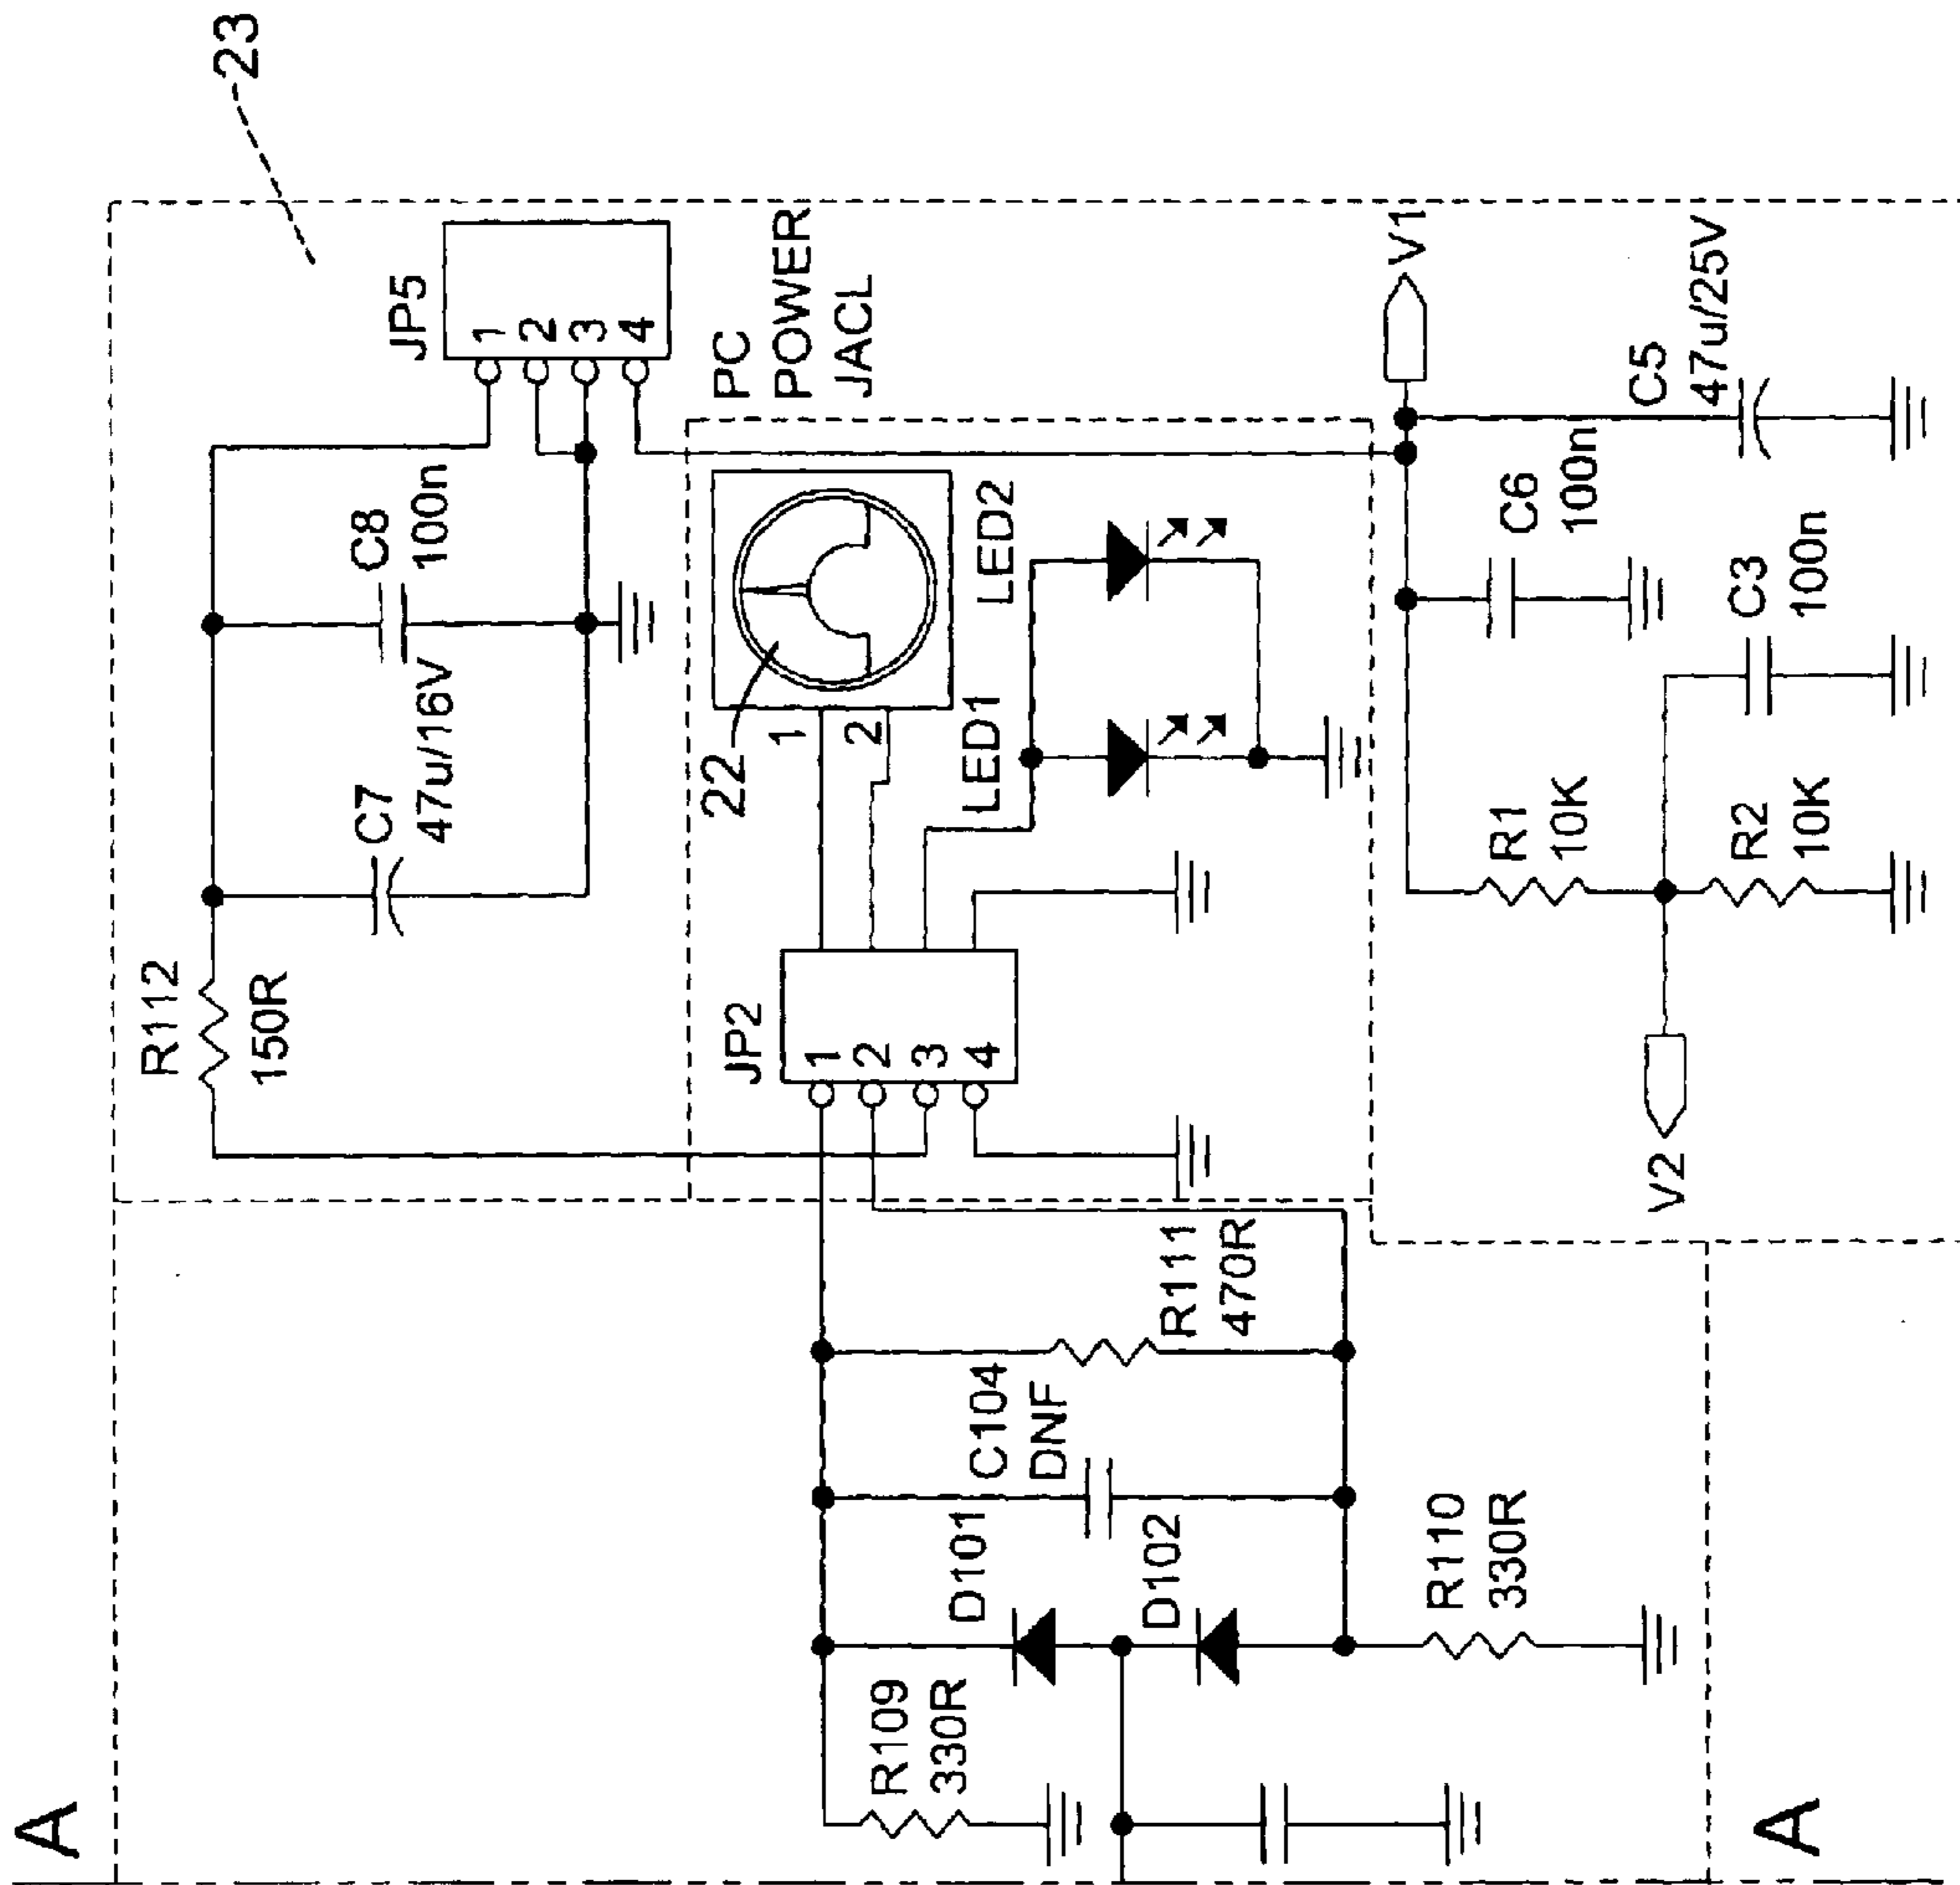 A
23
R112
150R
C7
47u/16V
C8
100n
JP5
1
2
3
4
PC
POWER
JACL
JP2
1
2
3
4
22
1
2
LED1
LED2
R109
330R
D101
D102
C104
DNF
R111
470R
R110
330R
V1
C5
47u/25V
C6
100n
C3
100n
R1
10K
R2
10K
V2
A